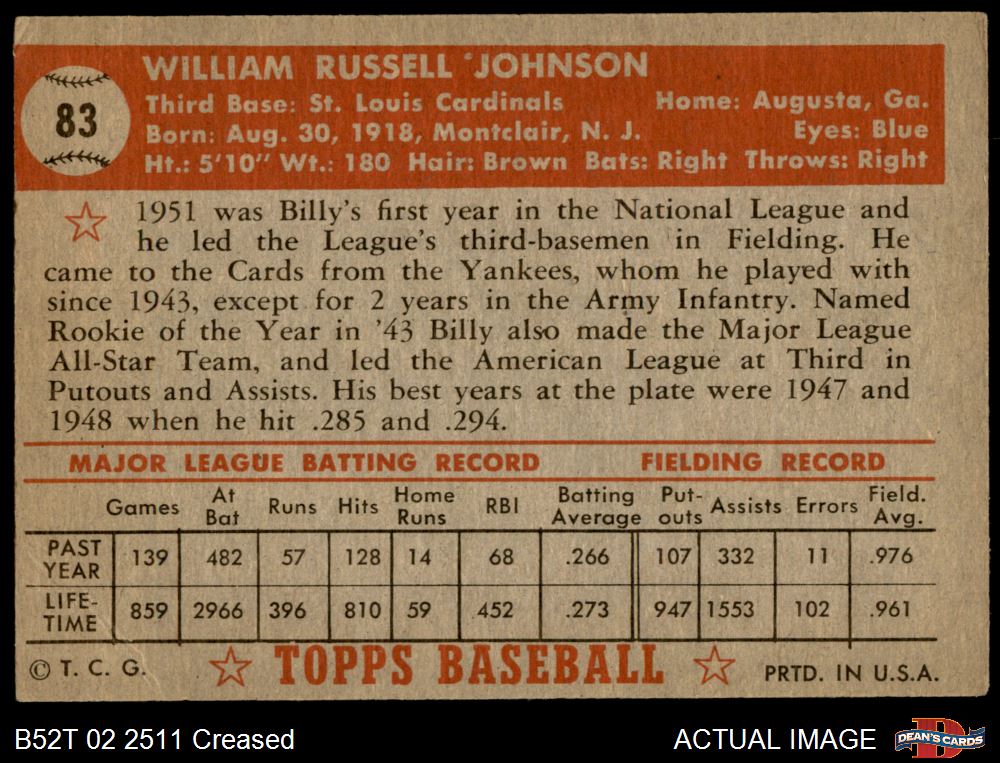 83
WILLIAM RUSSELL JOHNSON
Third Base: St. Louis Cardinals Home: Augusta, Ga.
Born: Aug. 30, 1918, Montclair, N. J. Eyes: Blue
Ht.: 5'10" Wt.: 180 Hair: Brown Bats: Right Throws: Right
1951 was Billy's first year in the National League and
he led the League's third-basemen in Fielding. He
came to the Cards from the Yankees, whom he played with
since 1943, except for 2 years in the Army Infantry. Named
Rookie of the Year in '43 Billy also made the Major League
All-Star Team, and led the American League at Third in
Putouts and Assists. His best years at the plate were 1947 and
1948 when he hit .285 and .294.
MAJOR LEAGUE BATTING RECORD FIELDING RECORD
Games At Bat Runs Hits Home Runs RBI Batting Average Put-outs Assists Errors Field. Avg.
PAST YEAR 139 482 57 128 14 68 .266 107 332 11 .976
LIFE-TIME 859 2966 396 810 59 452 .273 947 1553 102 .961
© T. C. G. TOPPS BASEBALL PRTD. IN U.S.A.
B52T 02 2511 Creased ACTUAL IMAGE DEAN'S CARDS